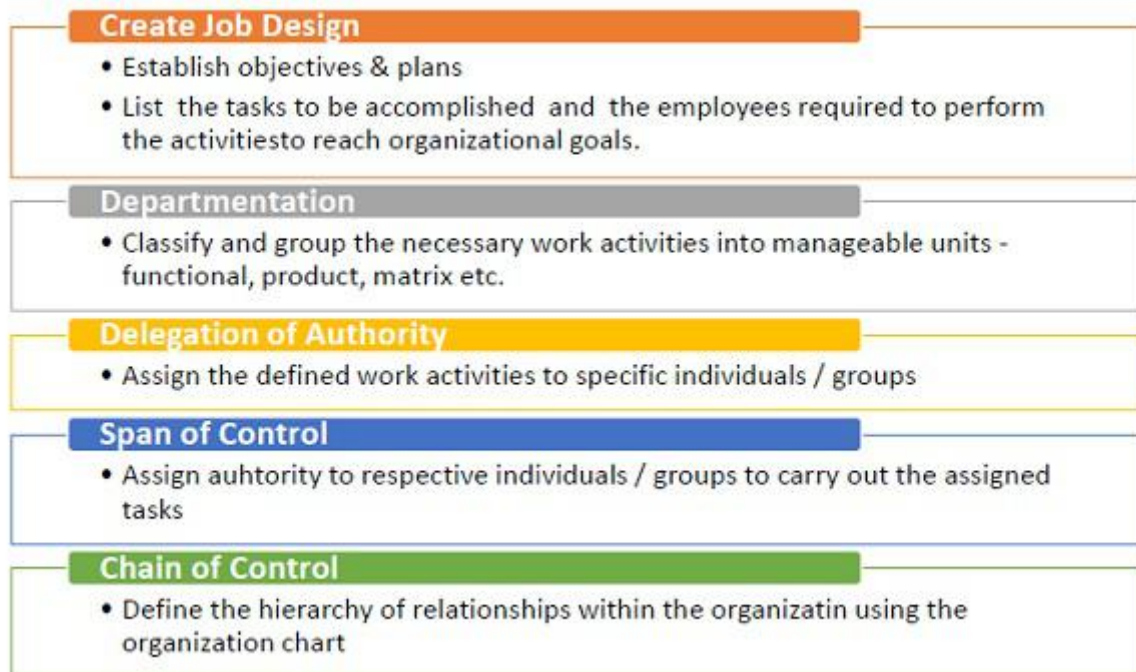 Create Job Design
• Establish objectives & plans
• List the tasks to be accomplished and the employees required to perform
the activitiesto reach organizational goals.
Departmentation
• Classify and group the necessary work activities into manageable units -
functional, product, matrix etc.
Delegation of Authority
• Assign the defined work activities to specific individuals / groups
Span of Control
• Assign auhtority to respective individuals / groups to carry out the assigned
tasks
Chain of Control
• Define the hierarchy of relationships within the organizatin using the
organization chart